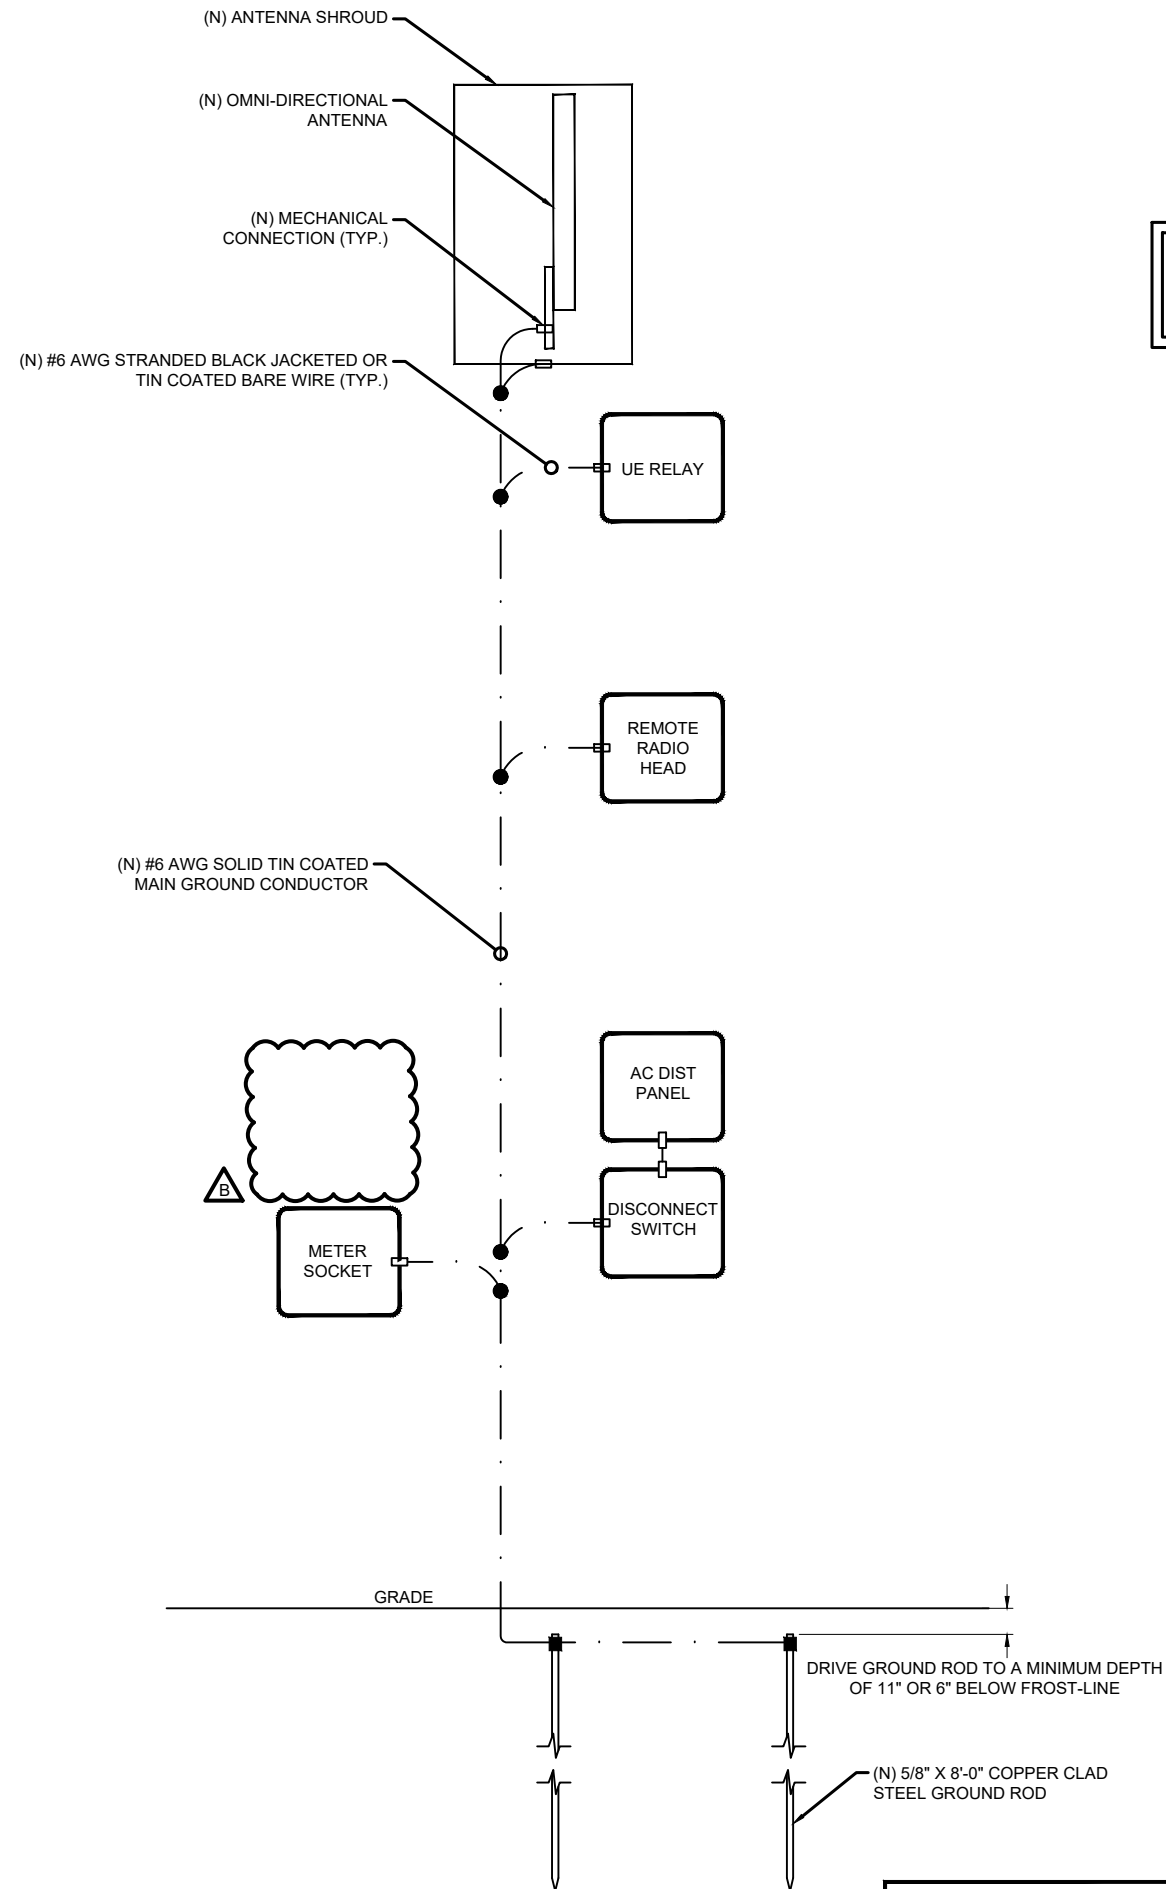 (N) ANTENNA SHROUD
(N) OMNI-DIRECTIONAL
ANTENNA
(N) MECHANICAL
CONNECTION (TYP.)
(N) #6 AWG STRANDED BLACK JACKETED OR
TIN COATED BARE WIRE (TYP.)
UE RELAY
REMOTE
RADIO
HEAD
(N) #6 AWG SOLID TIN COATED
MAIN GROUND CONDUCTOR
AC DIST
PANEL
B
DISCONNECT
SWITCH
METER
SOCKET
GRADE
DRIVE GROUND ROD TO A MINIMUM DEPTH
OF 11" OR 6" BELOW FROST-LINE
(N) 5/8" X 8'-0" COPPER CLAD
STEEL GROUND ROD